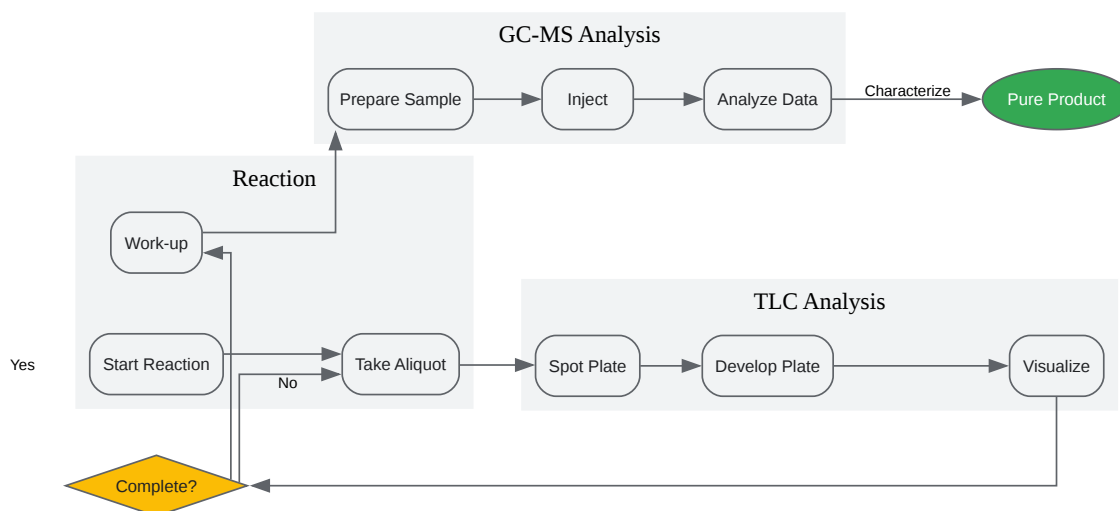 GC-MS Analysis
Prepare Sample
Inject
Analyze Data
Characterize
Pure Product
Reaction
Work-up
TLC Analysis
Yes
Start Reaction
No
Take Aliquot
Spot Plate
Develop Plate
Visualize
Complete?